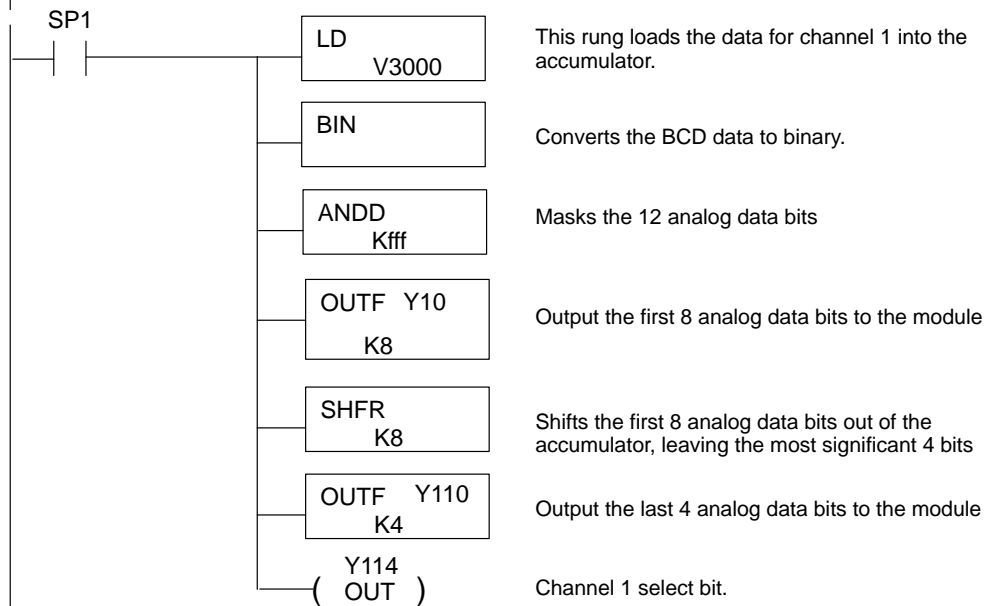 SP1
LD
V3000
This rung loads the data for channel 1 into the
accumulator.
BIN
Converts the BCD data to binary.
ANDD
Kfff
Masks the 12 analog data bits
OUTF Y10
K8
Output the first 8 analog data bits to the module
SHFR
K8
Shifts the first 8 analog data bits out of the
accumulator, leaving the most significant 4 bits
OUTF Y110
K4
Output the last 4 analog data bits to the module
Y114
( OUT )
Channel 1 select bit.